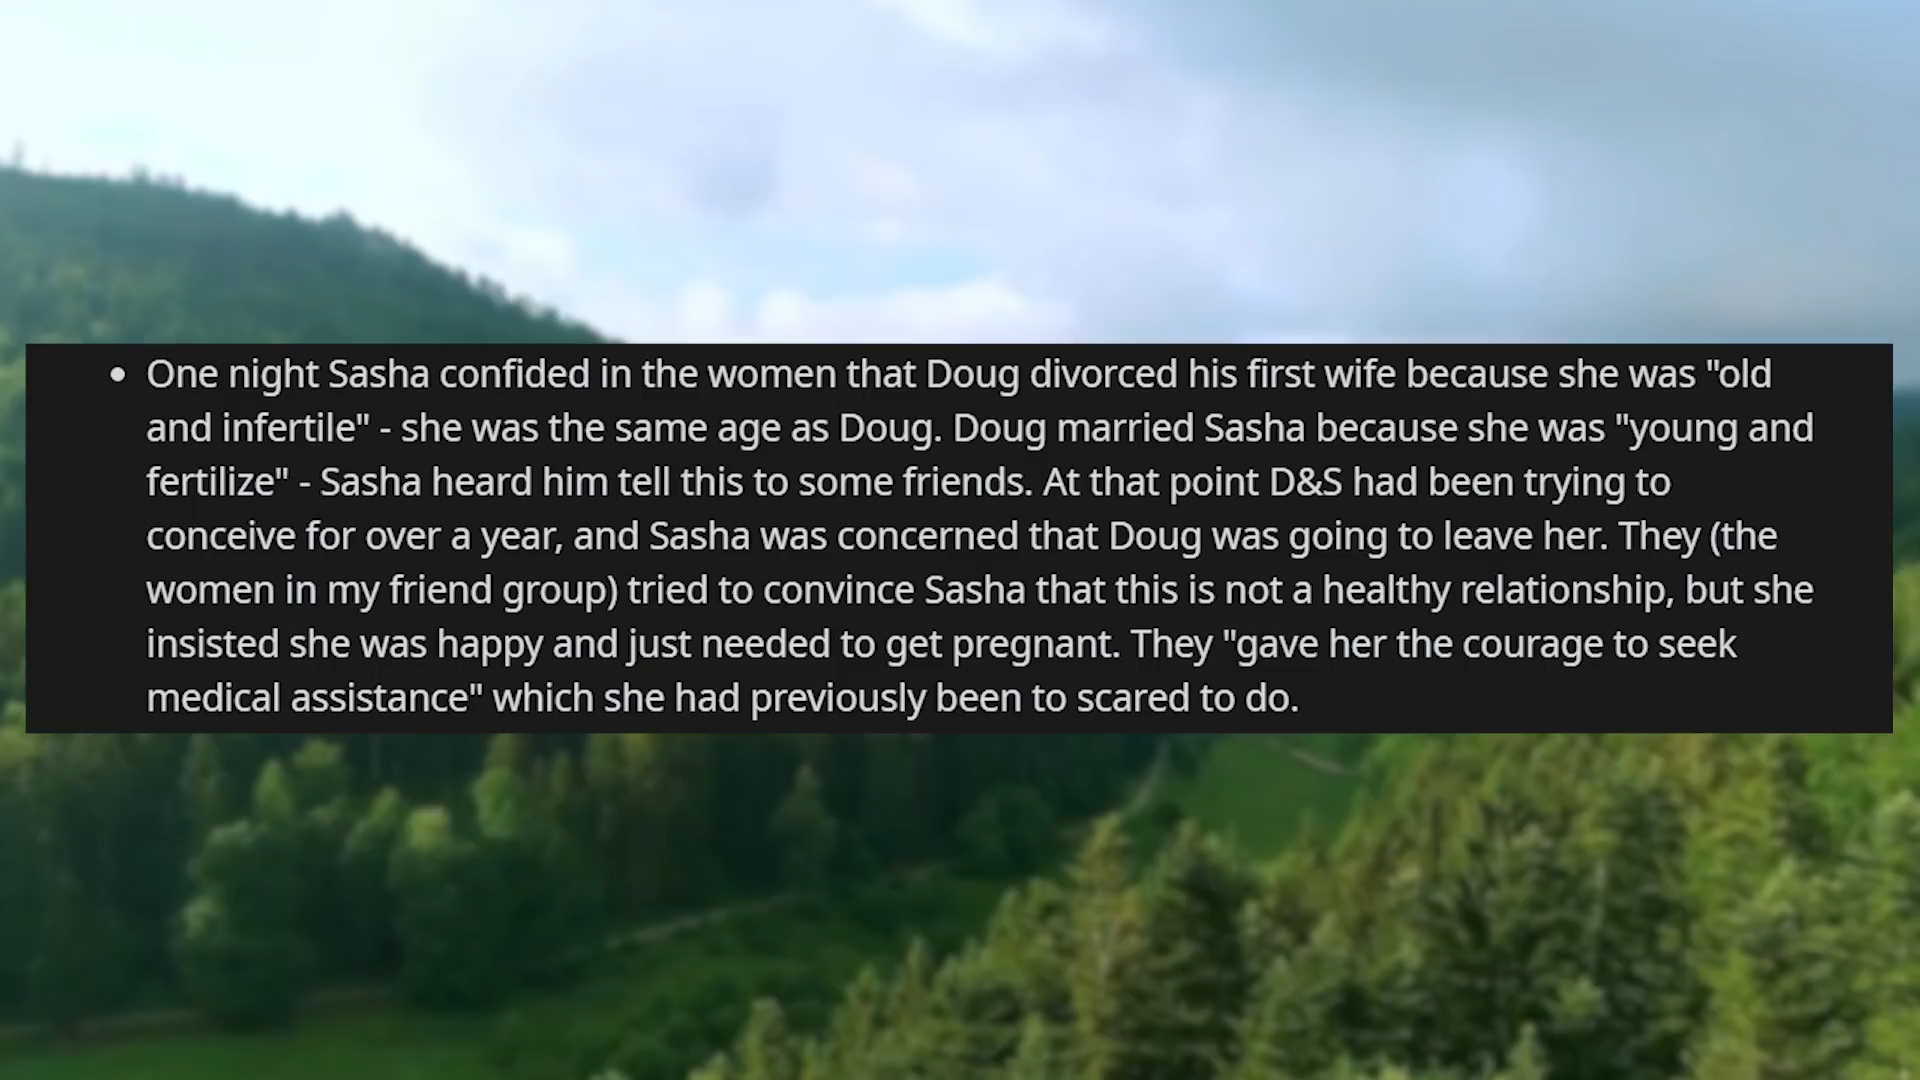 • One night Sasha confided in the women that Doug divorced his first wife because she was "old
and infertile" - she was the same age as Doug. Doug married Sasha because she was "young and
fertilize" - Sasha heard him tell this to some friends. At that point D&S had been trying to
conceive for over a year, and Sasha was concerned that Doug was going to leave her. They (the
women in my friend group) tried to convince Sasha that this is not a healthy relationship, but she
insisted she was happy and just needed to get pregnant. They "gave her the courage to seek
medical assistance" which she had previously been to scared to do.